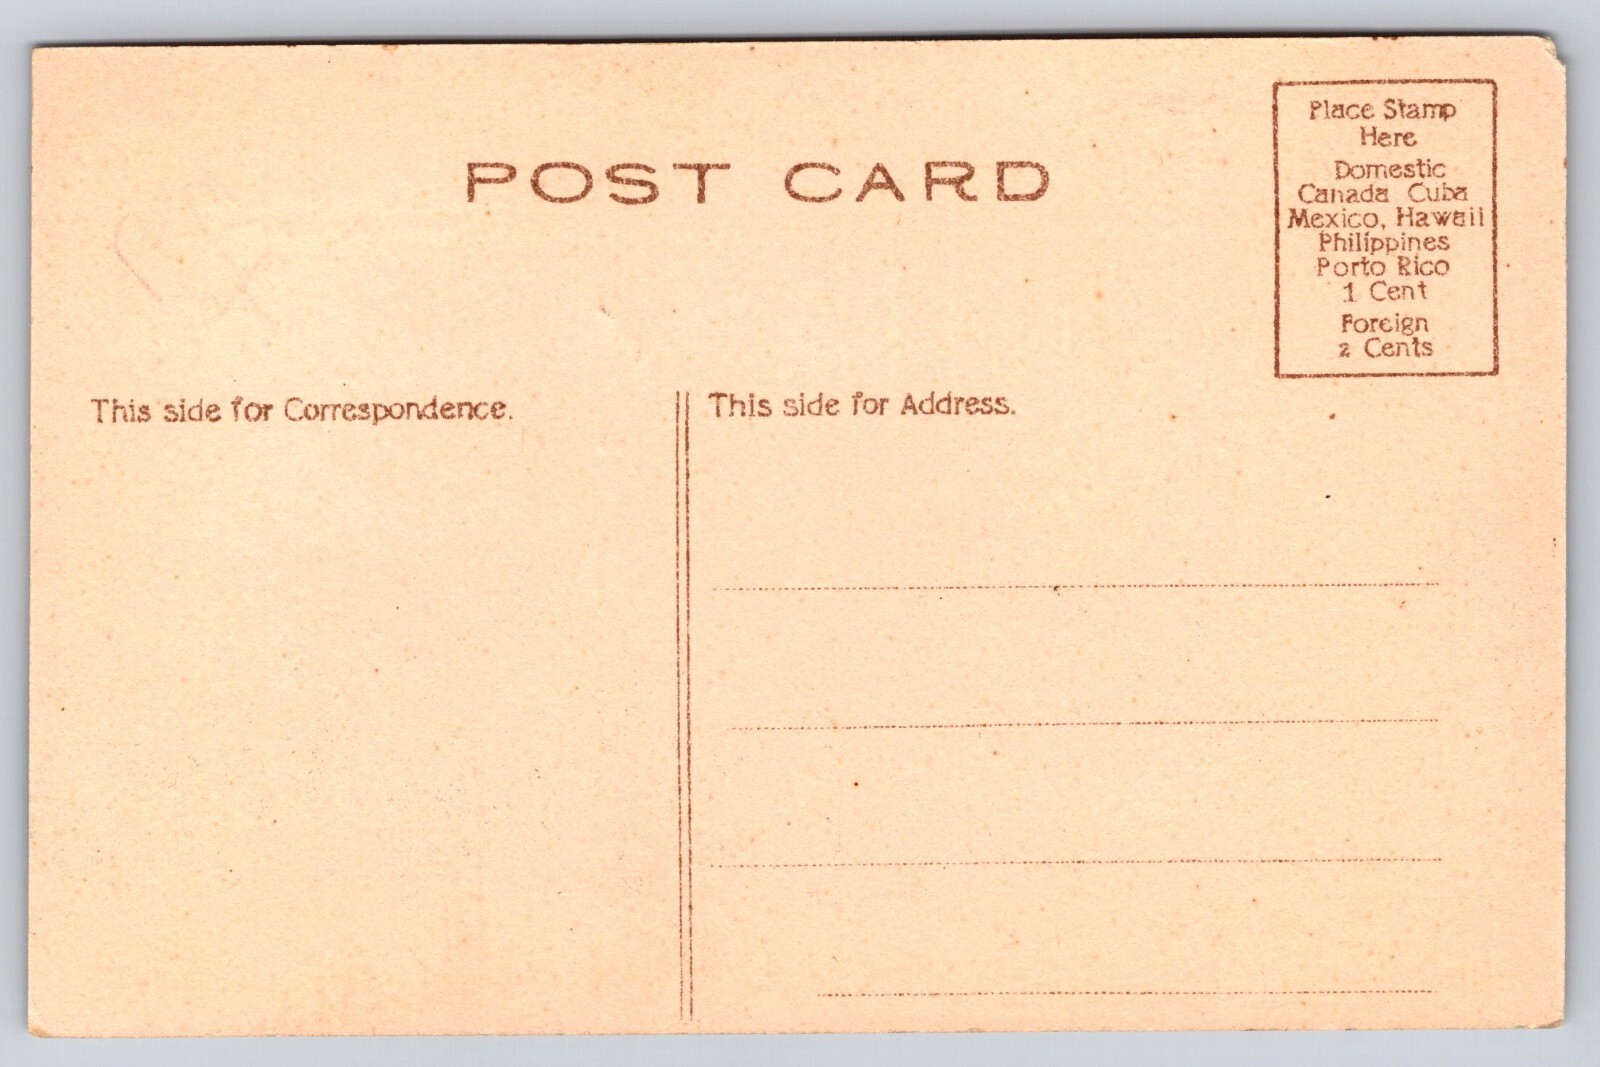 POST CARD
Place Stamp
Here
Domestic
Canada Cuba
Mexico, Hawaii
Philippines
Porto Rico
1 Cent
Foreign
2 Cents
This side for Correspondence.
This side for Address.